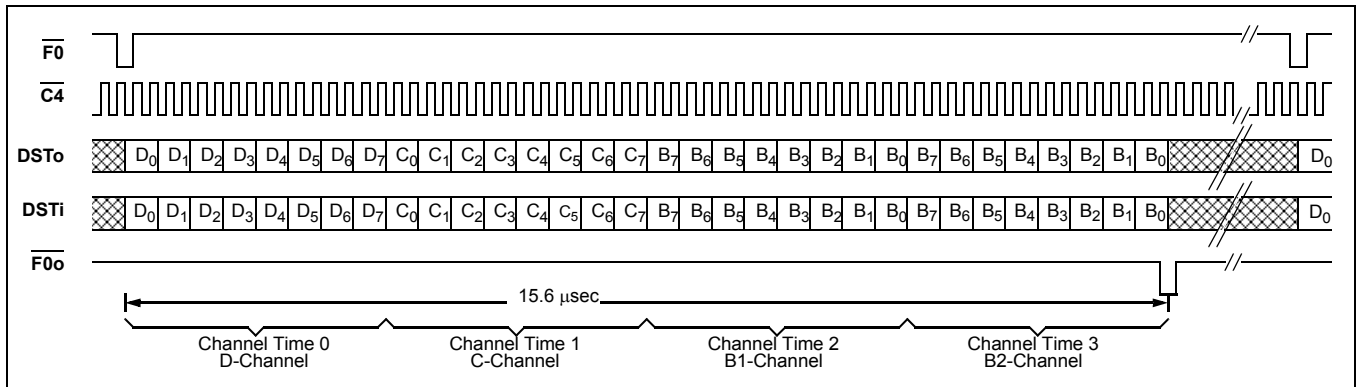 F0
C4
DSTo D0 D1 D2 D3 D4 D5 D6 D7 C0 C1 C2 C3 C4 C5 C6 C7 B7 B6 B5 B4 B3 B2 B1 B0 B7 B6 B5 B4 B3 B2 B1 B0 D0
DSTi D0 D1 D2 D3 D4 D5 D6 D7 C0 C1 C2 C3 C4 C5 C6 C7 B7 B6 B5 B4 B3 B2 B1 B0 B7 B6 B5 B4 B3 B2 B1 B0 D0
F0o
15.6 μsec
Channel Time 0
D-Channel
Channel Time 1
C-Channel
Channel Time 2
B1-Channel
Channel Time 3
B2-Channel